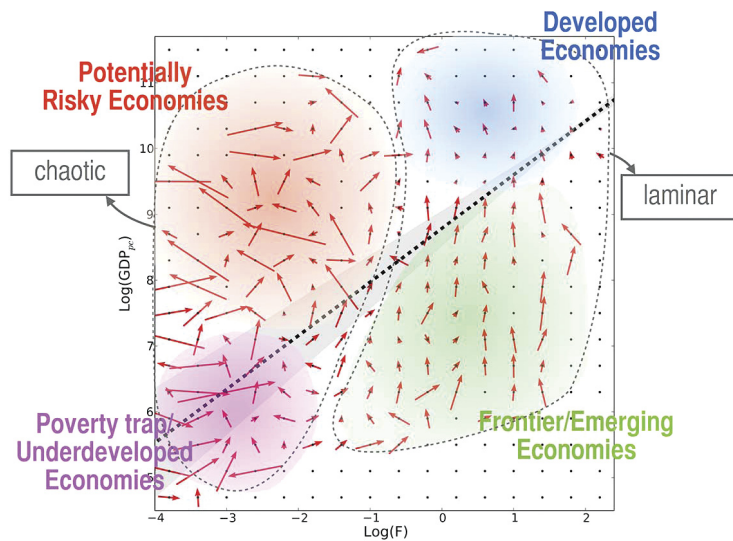 Developed
Economies
Potentially
Risky Economies
chaotic
laminar
Poverty trap/
Underdeveloped
Economies
Frontier/Emerging
Economies
Log(GDPpc)
11
10
9
8
7
6
5
−4
−3
−2
−1
0
1
2
Log(F)